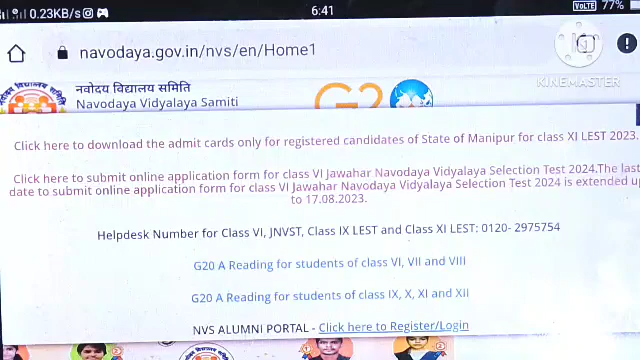 0.23KB/s
6:41
VoLTE
77%
navodaya.gov.in/nvs/en/Home1
KINEMASTER
नवोदय विद्यालय समिति
Navodaya Vidyalaya Samiti
G2
Click here to download the admit cards only for registered candidates of State of Manipur for class XI LEST 2023.
Click here to submit online application form for class VI Jawahar Navodaya Vidyalaya Selection Test 2024.The last
date to submit online application form for class VI Jawahar Navodaya Vidyalaya Selection Test 2024 is extended up
to 17.08.2023.
Helpdesk Number for Class VI, JNVST, Class IX LEST and Class XI LEST: 0120- 2975754
G20 A Reading for students of class VI, VII and VIII
G20 A Reading for students of class IX, X, XI and XII
NVS ALUMNI PORTAL - Click here to Register/Login